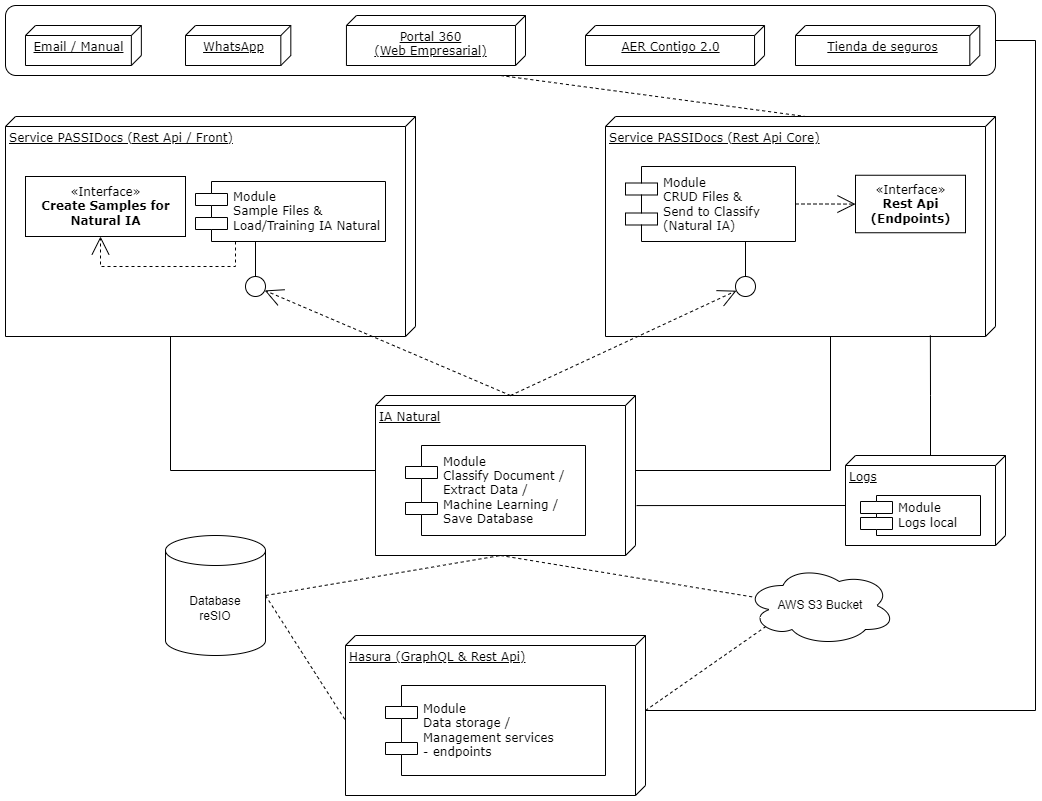 Email / Manual
WhatsApp
Portal 360
(Web Empresarial)
AER Contigo 2.0
Tienda de seguros
Service PASSIDocs (Rest Api / Front)
«Interface»
Create Samples for
Natural IA
Module
Sample Files &
Load/Training IA Natural
Service PASSIDocs (Rest Api Core)
Module
CRUD Files &
Send to Classify
(Natural IA)
«Interface»
Rest Api
(Endpoints)
IA Natural
Module
Classify Document /
Extract Data /
Machine Learning /
Save Database
Logs
Module
Logs local
Database
reSIO
AWS S3 Bucket
Hasura (GraphQL & Rest Api)
Module
Data storage /
Management services
- endpoints